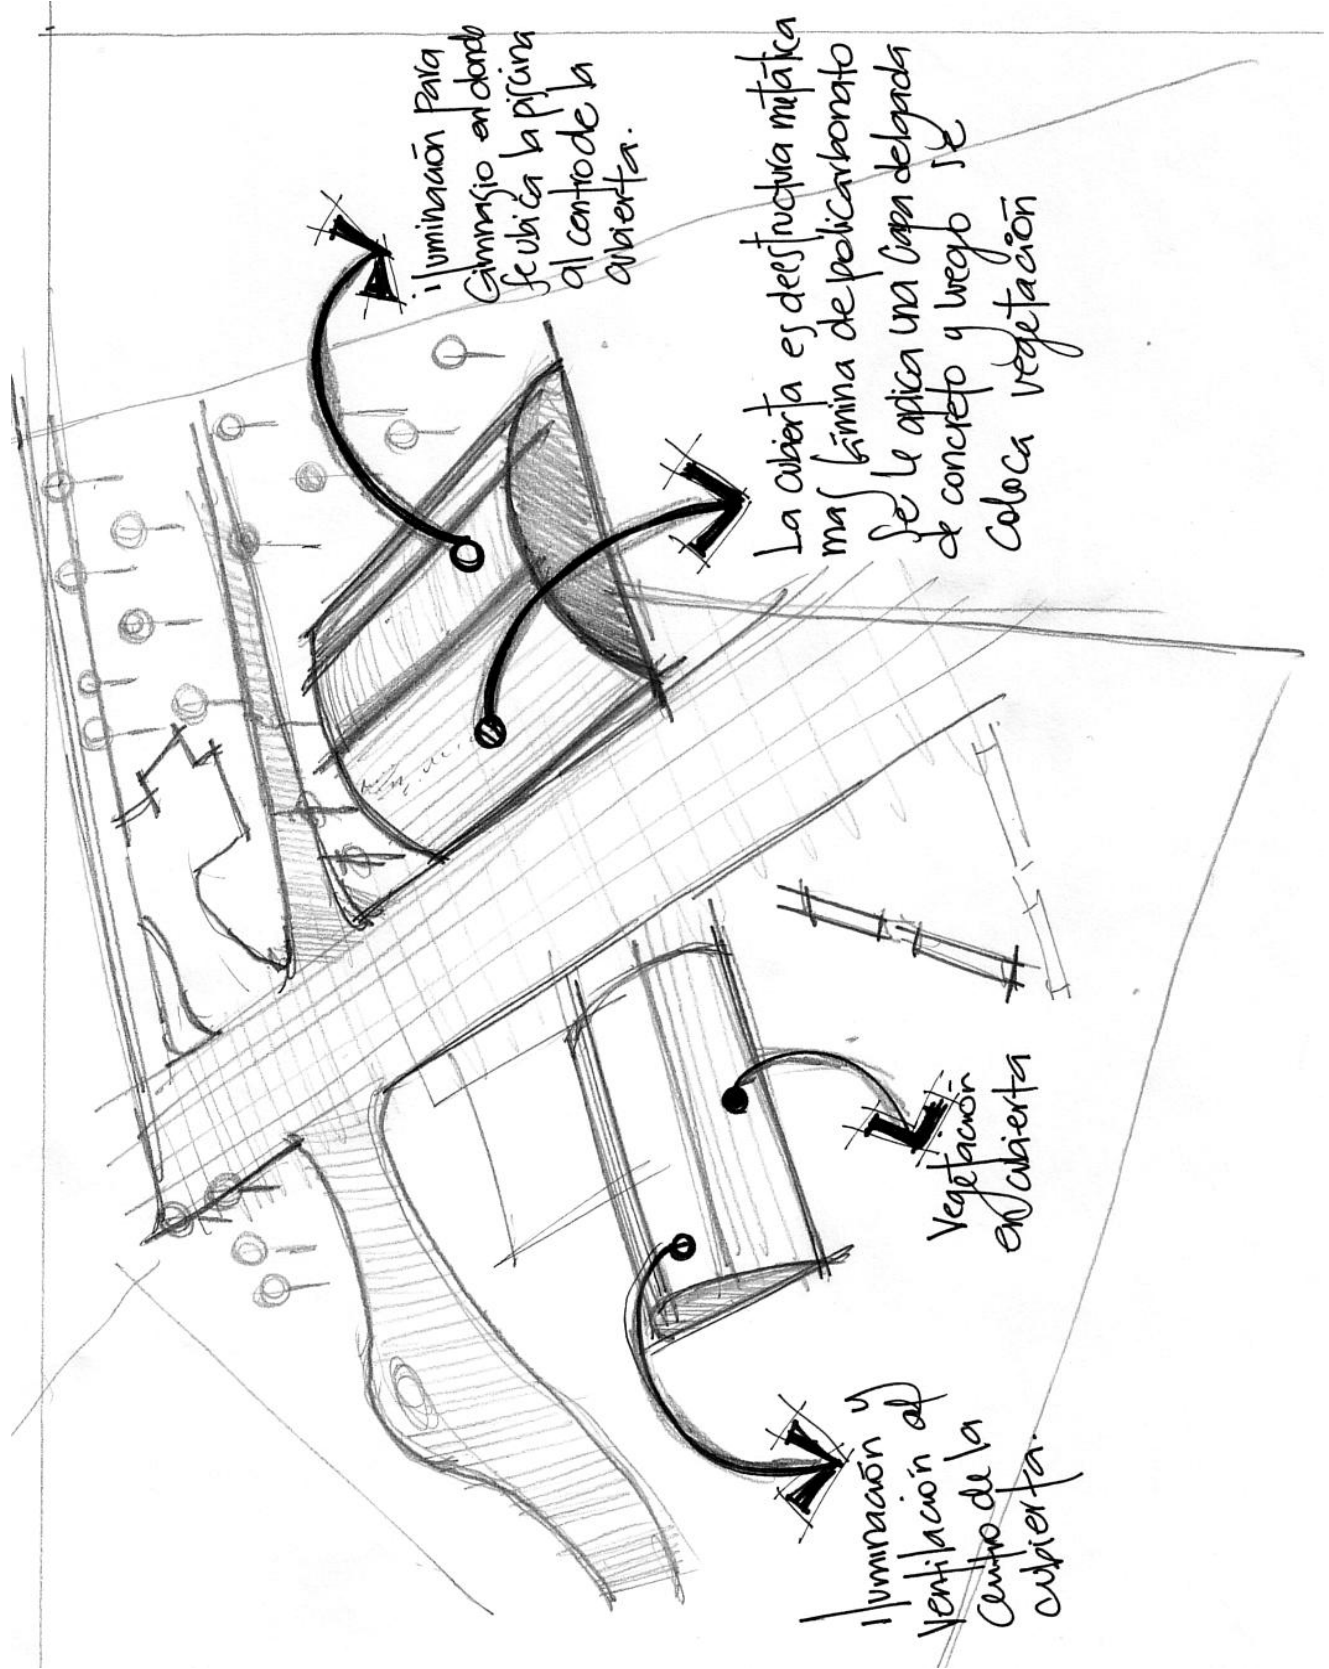 Iluminación y
ventilación al
centro de la
cubierta.
Vegetación
en cubierta
La cubierta es de estructura metálica
mas lámina de policarbonato
se le aplica una capa delgada
de concreto y luego se
coloca vegetación
iluminación para
Gimnasio en donde
se ubica la piscina
al centro de la
cubierta.